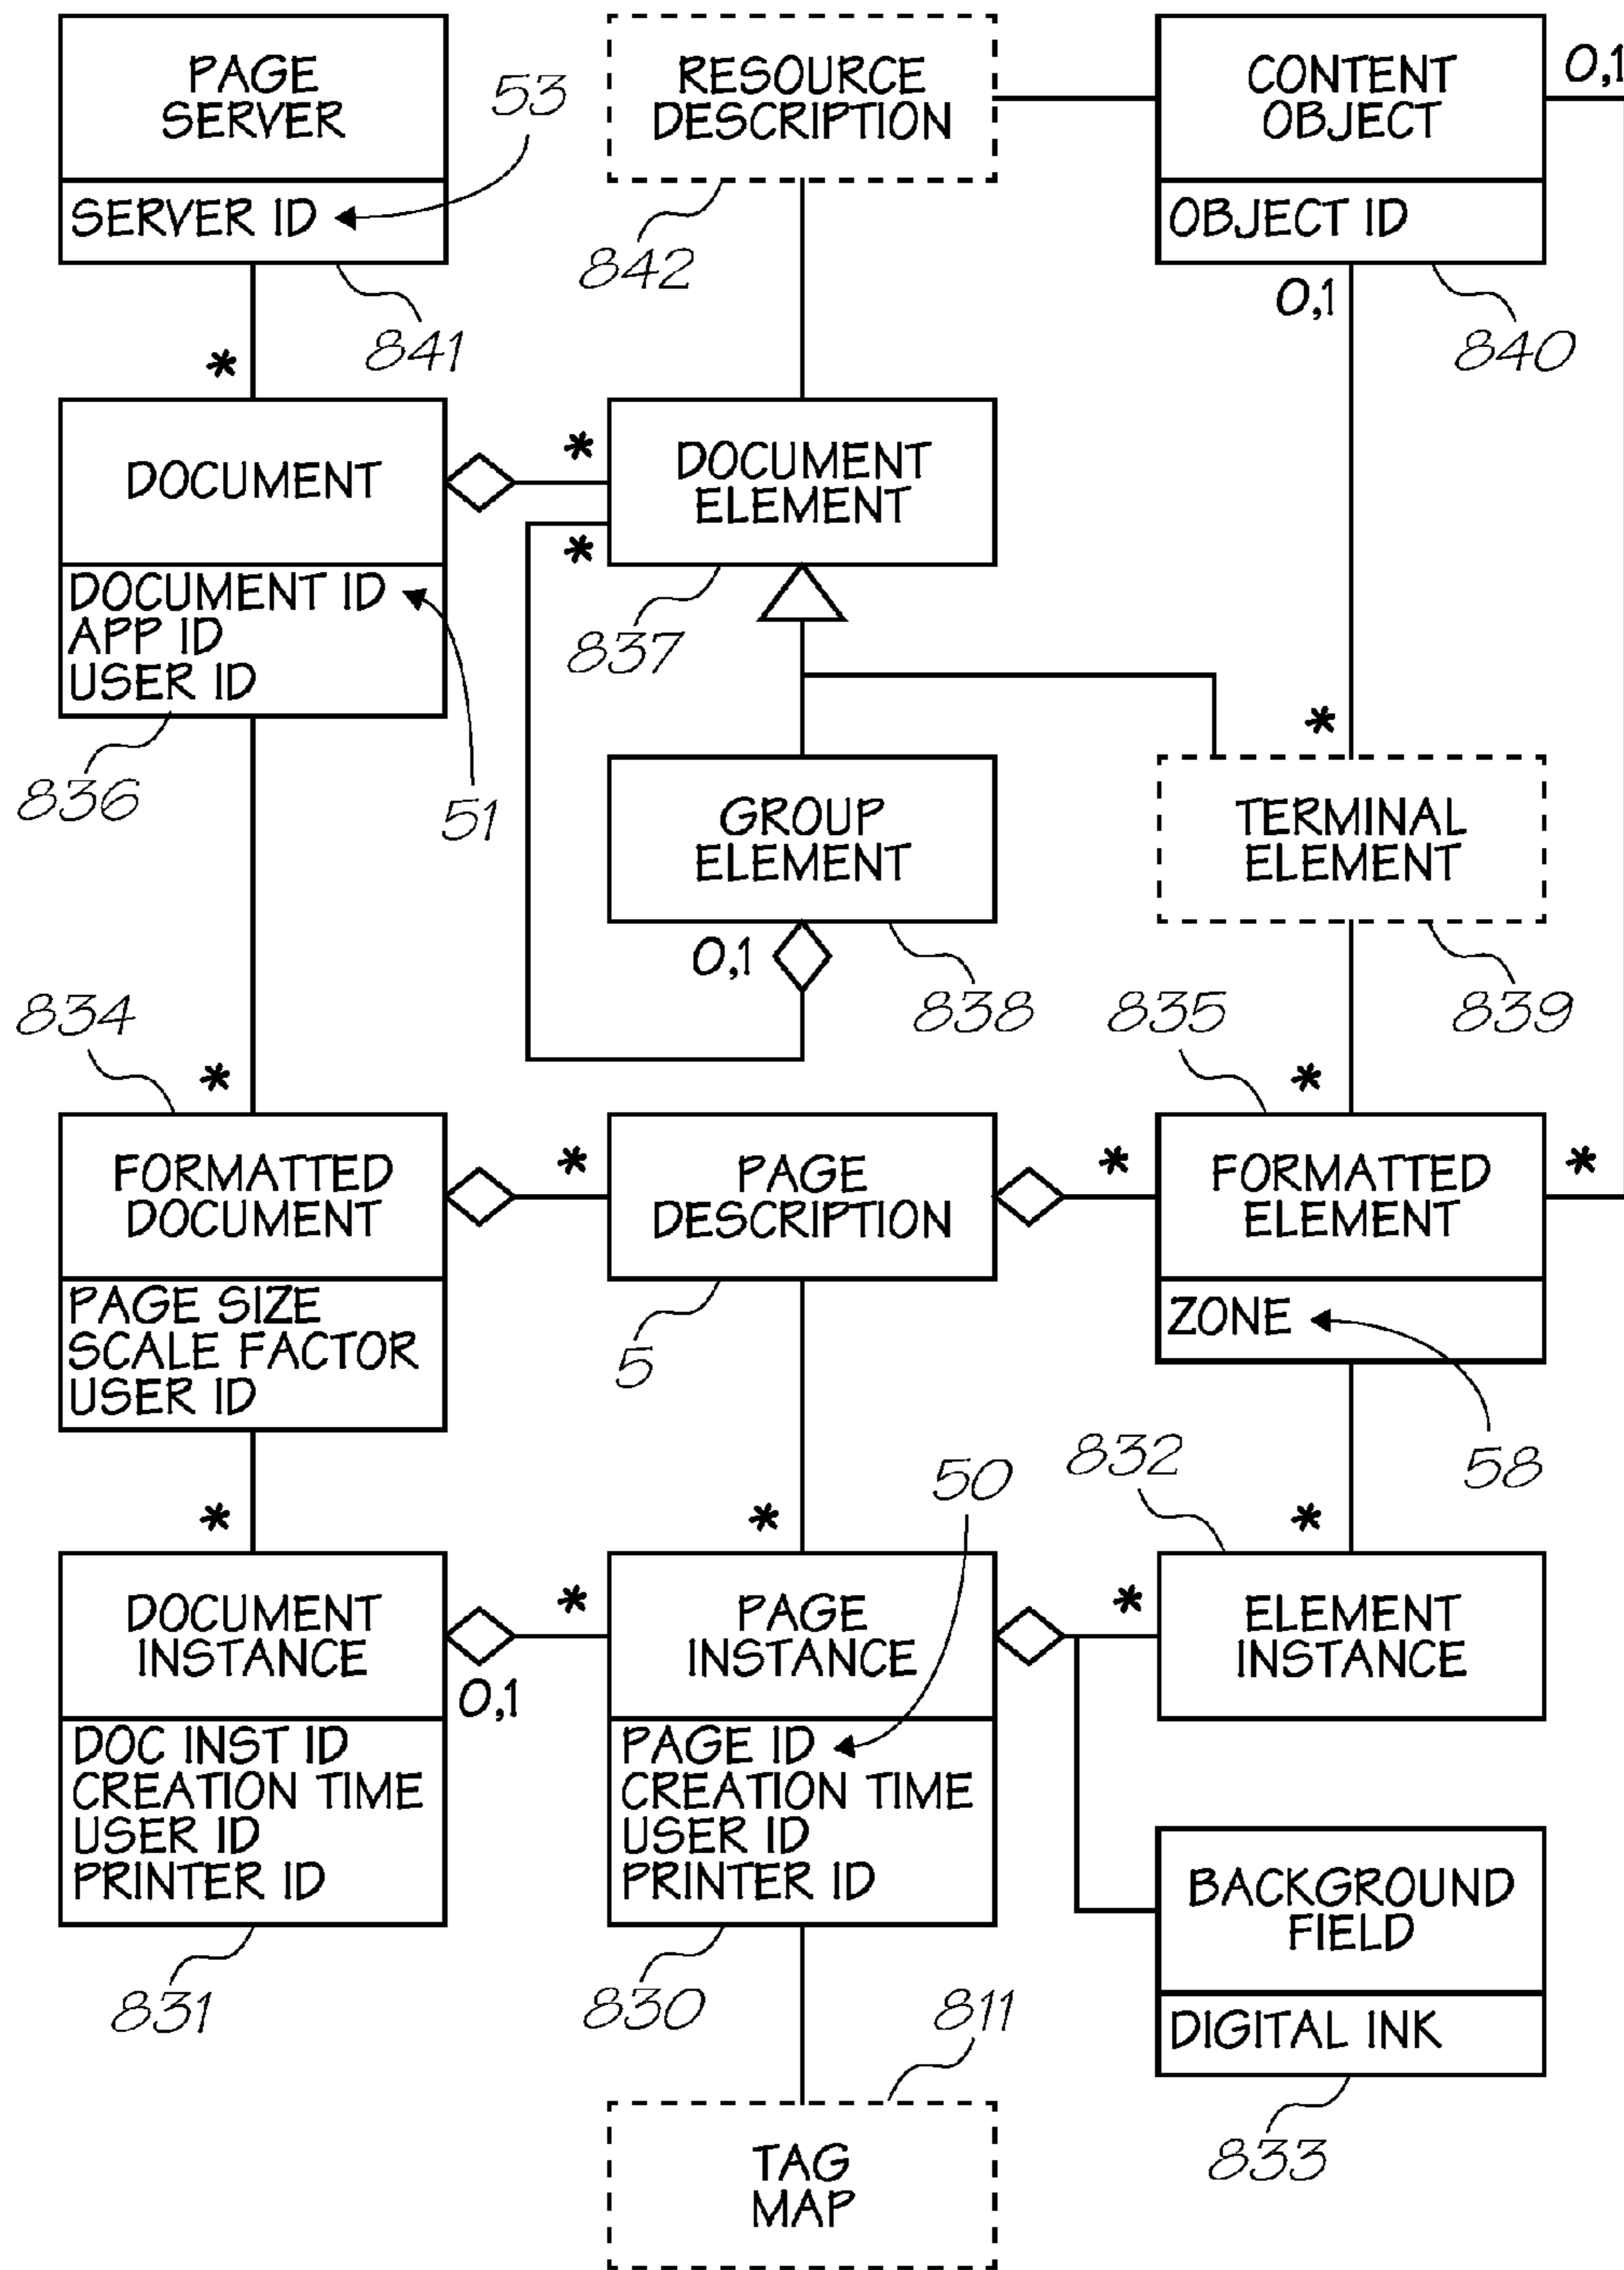 PAGE
SERVER
SERVER ID
53
841
RESOURCE
DESCRIPTION
842
CONTENT
OBJECT
OBJECT ID
0,1
0,1
840
*
DOCUMENT
DOCUMENT ID
APP ID
USER ID
836
51
*
*
DOCUMENT
ELEMENT
837
GROUP
ELEMENT
0,1
838
*
TERMINAL
ELEMENT
839
834
*
FORMATTED
DOCUMENT
PAGE SIZE
SCALE FACTOR
USER ID
*
PAGE
DESCRIPTION
5
835
*
*
FORMATTED
ELEMENT
ZONE
*
58
*
DOCUMENT
INSTANCE
DOC INST ID
CREATION TIME
USER ID
PRINTER ID
831
0,1
*
*
50
PAGE
INSTANCE
PAGE ID
CREATION TIME
USER ID
PRINTER ID
830
832
*
*
ELEMENT
INSTANCE
BACKGROUND
FIELD
DIGITAL INK
833
811
TAG
MAP